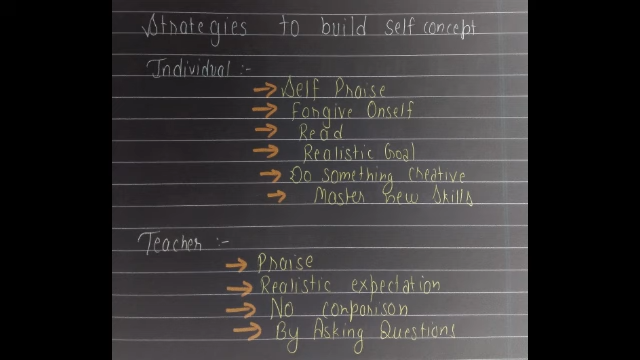 Strategies to build self concept
Individual :-
→ Self Praise
→ Forgive Onself
→ Read
→ Realistic Goal
→ Do something creative
→ Master new Skills
Teacher :-
→ Praise
→ Realistic expectation
→ No comparison
→ By Asking Questions